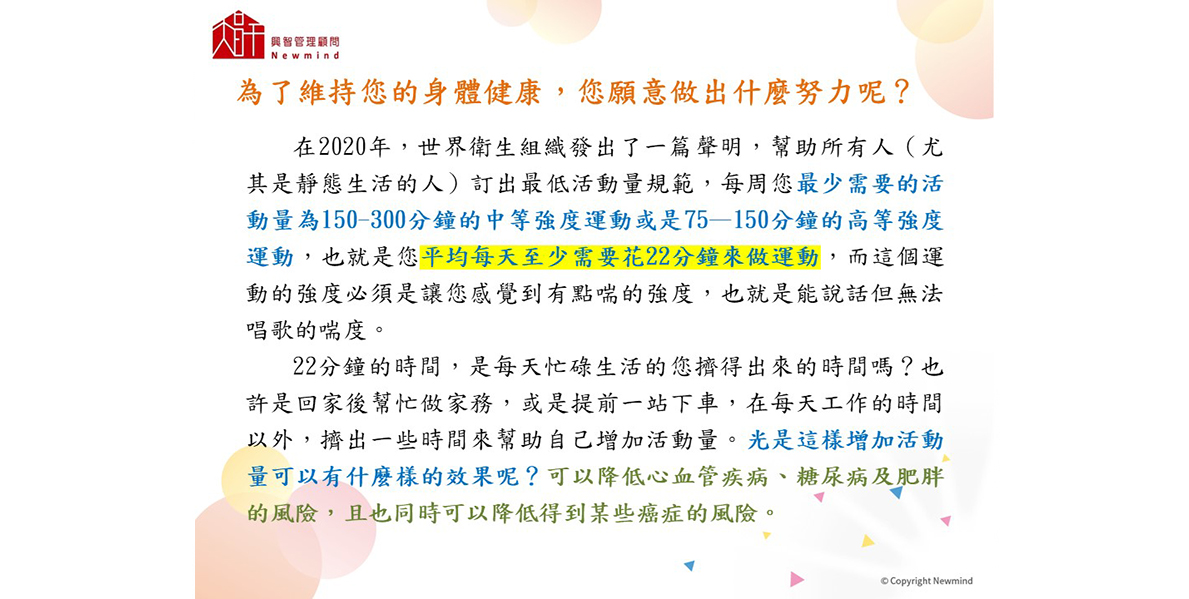 興智管理顧問
Newmind
為了維持您的身體健康，您願意做出什麼努力呢？
在2020年，世界衛生組織發出了一篇聲明，幫助所有人（尤
其是靜態生活的人）訂出最低活動量規範，每周您最少需要的活
動量為150-300分鐘的中等強度運動或是75—150分鐘的高等強度
運動，也就是您平均每天至少需要花22分鐘來做運動，而這個運
動的強度必須是讓您感覺到有點喘的強度，也就是能說話但無法
唱歌的喘度。
22分鐘的時間，是每天忙碌生活的您擠得出來的時間嗎？也
許是回家後幫忙做家務，或是提前一站下車，在每天工作的時間
以外，擠出一些時間來幫助自己增加活動量。光是這樣增加活動
量可以有什麼樣的效果呢？可以降低心血管疾病、糖尿病及肥胖
的風險，且也同時可以降低得到某些癌症的風險。
© Copyright Newmind